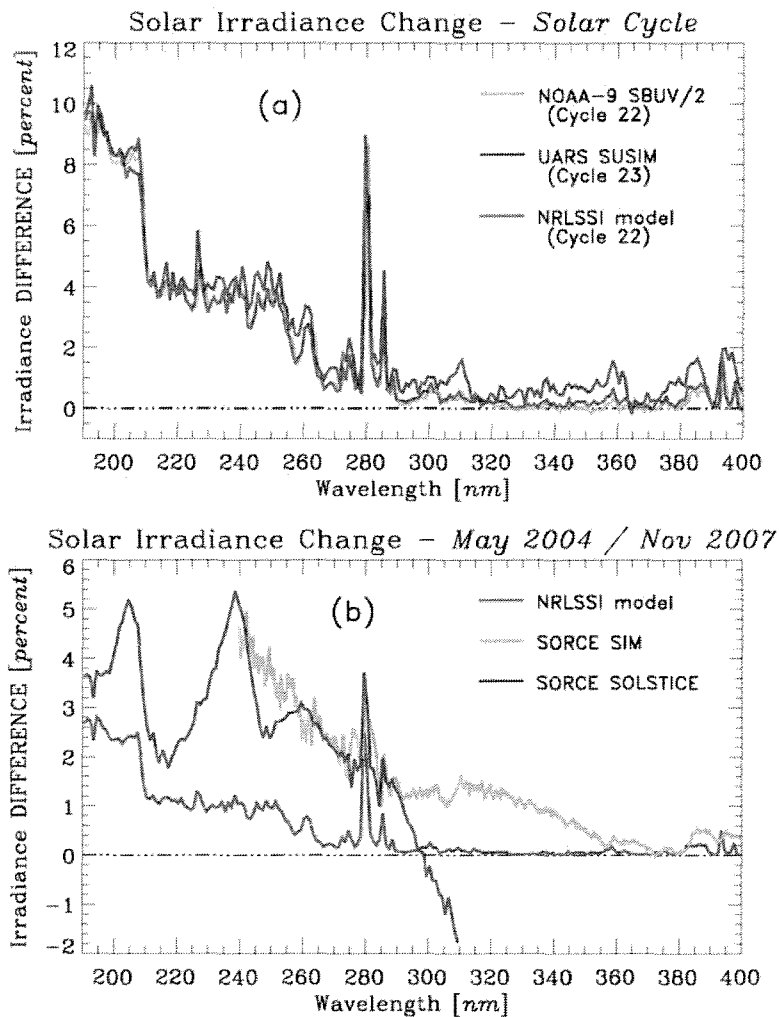 Solar Irradiance Change – Solar Cycle
Irradiance DIFFERENCE [percent]
12
10
8
6
4
2
0
(a)
NOAA–9 SBUV/2
(Cycle 22)
UARS SUSIM
(Cycle 23)
NRLSSI model
(Cycle 22)
200 220 240 260 280 300 320 340 360 380 400
Wavelength [nm]
Solar Irradiance Change – May 2004 / Nov 2007
Irradiance DIFFERENCE [percent]
6
5
4
3
2
1
0
-1
-2
(b)
NRLSSI model
SORCE SIM
SORCE SOLSTICE
200 220 240 260 280 300 320 340 360 380 400
Wavelength [nm]